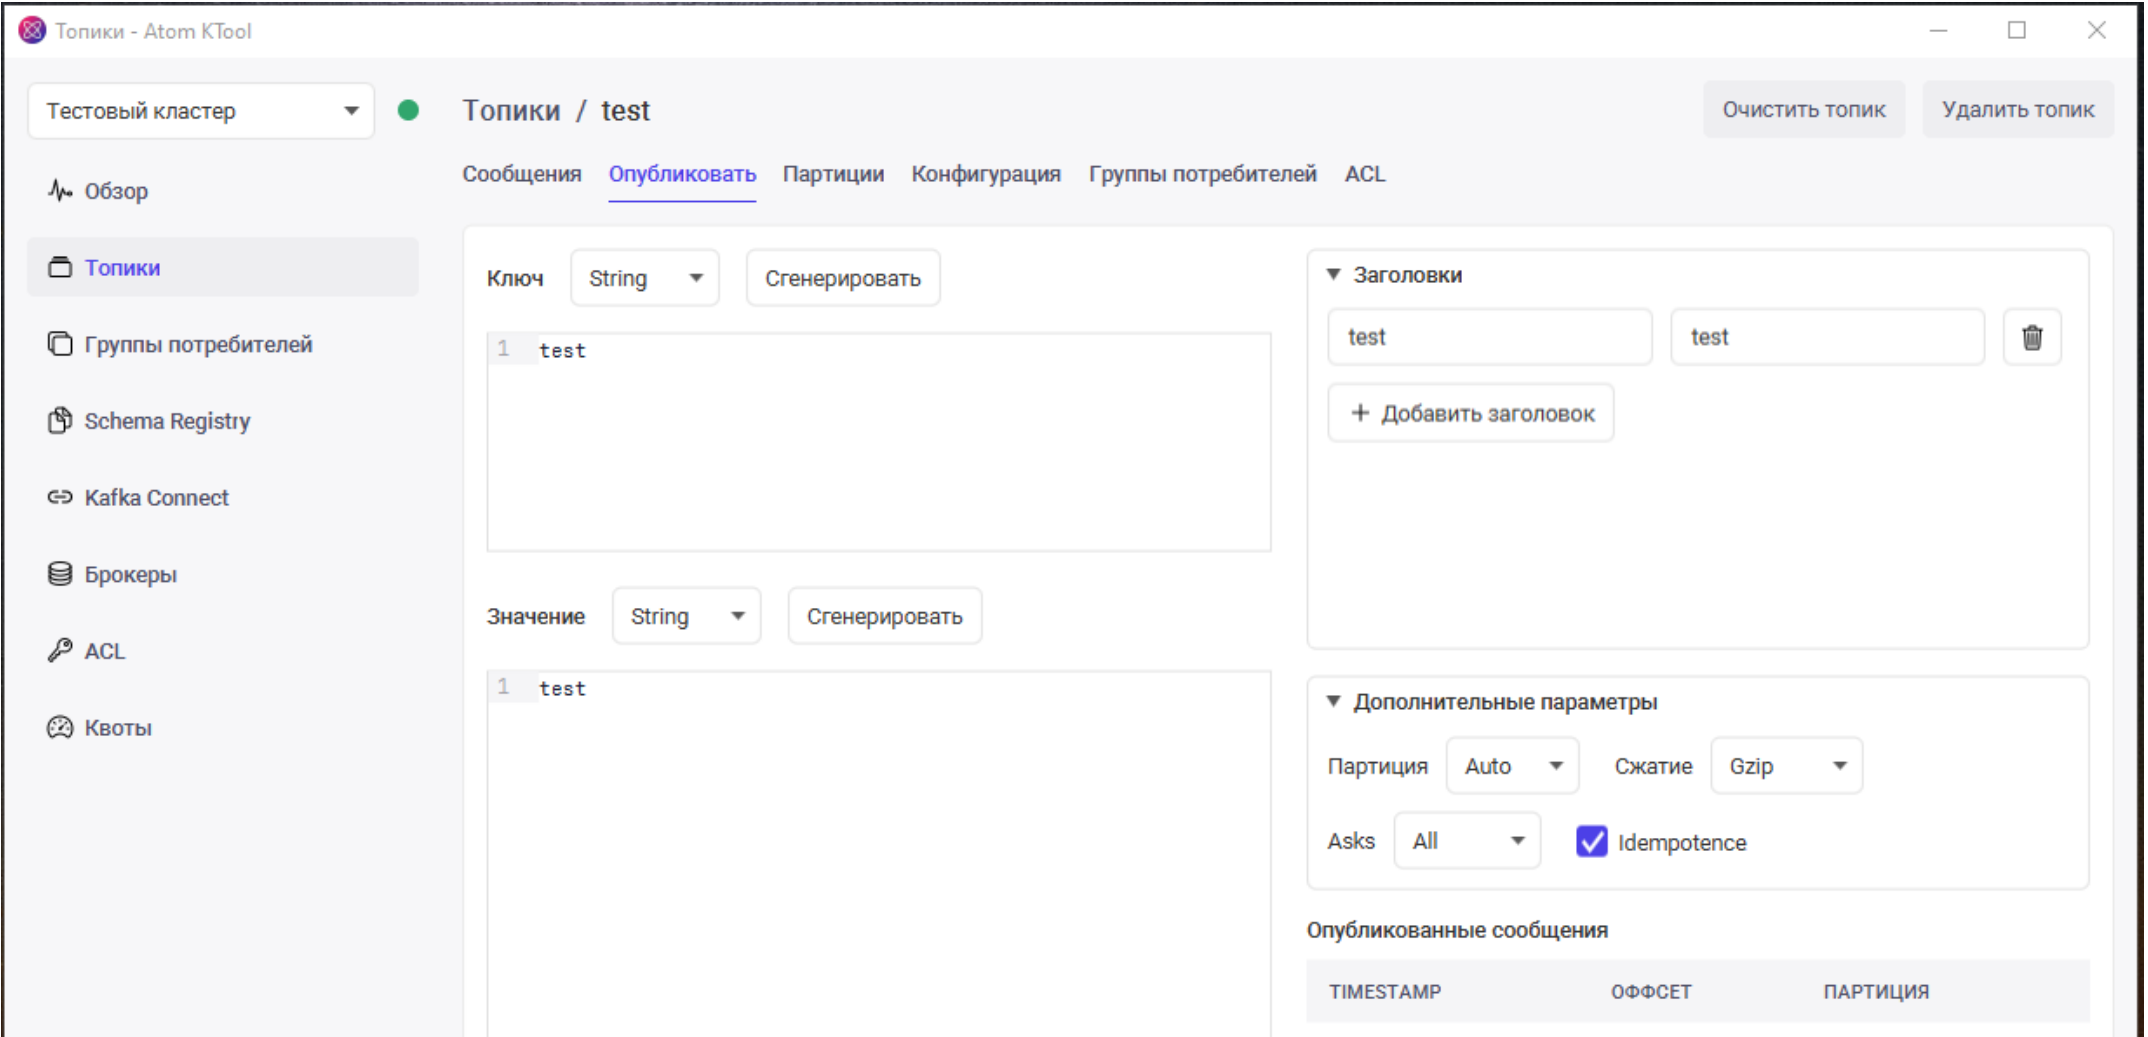 Топики - Atom KTool
Тестовый кластер
Обзор
Топики
Группы потребителей
Schema Registry
Kafka Connect
Брокеры
ACL
Квоты
Топики / test
Очистить топик Удалить топик
Сообщения Опубликовать Партиции Конфигурация Группы потребителей ACL
Ключ String Сгенерировать
1 test
Значение String Сгенерировать
1 test
Заголовки
test test
+ Добавить заголовок
Дополнительные параметры
Партиция Auto Сжатие Gzip
Asks All Idempotence
Опубликованные сообщения
TIMESTAMP ОФФСЕТ ПАРТИЦИЯ